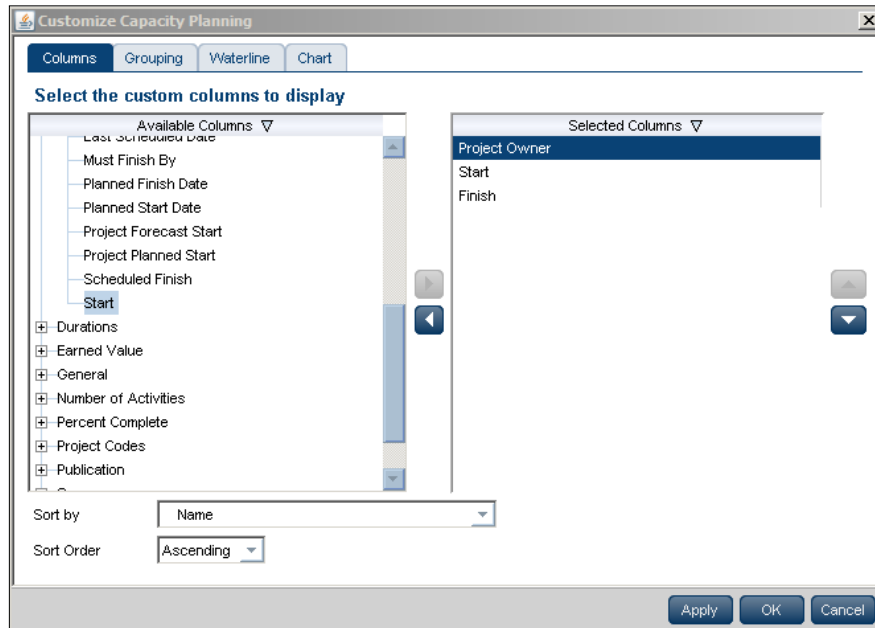 Customize Capacity Planning
Columns Grouping Waterline Chart
Select the custom columns to display
Available Columns
Last Scheduled Date
Must Finish By
Planned Finish Date
Planned Start Date
Project Forecast Start
Project Planned Start
Scheduled Finish
Start
Durations
Earned Value
General
Number of Activities
Percent Complete
Project Codes
Publication
Selected Columns
Project Owner
Start
Finish
Sort by Name
Sort Order Ascending
Apply OK Cancel